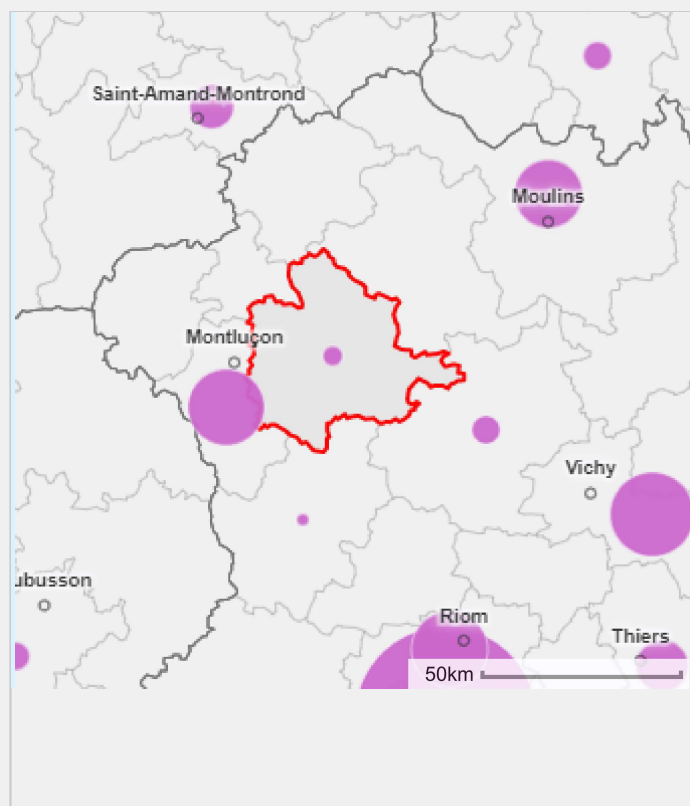 Saint-Amand-Montrond
Moulins
Montluçon
Vichy
ubusson
Riom
Thiers
50km